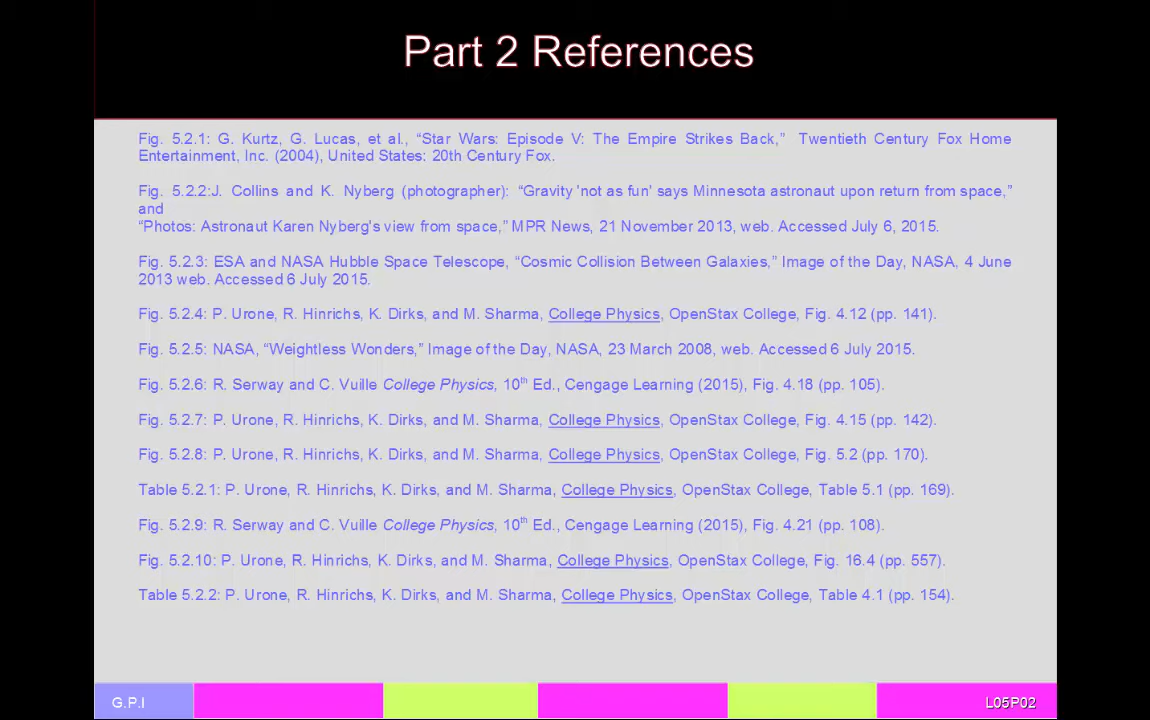 Part 2 References
Fig. 5.2.1: G. Kurtz, G. Lucas, et al., “Star Wars: Episode V: The Empire Strikes Back,” Twentieth Century Fox Home
Entertainment, Inc. (2004), United States: 20th Century Fox.
Fig. 5.2.2:J. Collins and K. Nyberg (photographer): “Gravity 'not as fun' says Minnesota astronaut upon return from space,”
and
“Photos: Astronaut Karen Nyberg's view from space,” MPR News, 21 November 2013, web. Accessed July 6, 2015.
Fig. 5.2.3: ESA and NASA Hubble Space Telescope, “Cosmic Collision Between Galaxies,” Image of the Day, NASA, 4 June
2013 web. Accessed 6 July 2015.
Fig. 5.2.4: P. Urone, R. Hinrichs, K. Dirks, and M. Sharma, College Physics, OpenStax College, Fig. 4.12 (pp. 141).
Fig. 5.2.5: NASA, “Weightless Wonders,” Image of the Day, NASA, 23 March 2008, web. Accessed 6 July 2015.
Fig. 5.2.6: R. Serway and C. Vuille College Physics, 10th Ed., Cengage Learning (2015), Fig. 4.18 (pp. 105).
Fig. 5.2.7: P. Urone, R. Hinrichs, K. Dirks, and M. Sharma, College Physics, OpenStax College, Fig. 4.15 (pp. 142).
Fig. 5.2.8: P. Urone, R. Hinrichs, K. Dirks, and M. Sharma, College Physics, OpenStax College, Fig. 5.2 (pp. 170).
Table 5.2.1: P. Urone, R. Hinrichs, K. Dirks, and M. Sharma, College Physics, OpenStax College, Table 5.1 (pp. 169).
Fig. 5.2.9: R. Serway and C. Vuille College Physics, 10th Ed., Cengage Learning (2015), Fig. 4.21 (pp. 108).
Fig. 5.2.10: P. Urone, R. Hinrichs, K. Dirks, and M. Sharma, College Physics, OpenStax College, Fig. 16.4 (pp. 557).
Table 5.2.2: P. Urone, R. Hinrichs, K. Dirks, and M. Sharma, College Physics, OpenStax College, Table 4.1 (pp. 154).
G.P.I
L05P02